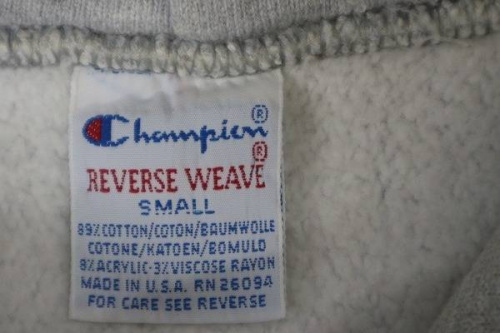 Champion®
®
REVERSE WEAVE
SMALL
89% COTTON/COTON/BAUMWOLLE
COTONE/KATOEN/BOMULD
8% ACRYLIC-3% VISCOSE RAYON
MADE IN U.S.A. RN 26094
FOR CARE SEE REVERSE